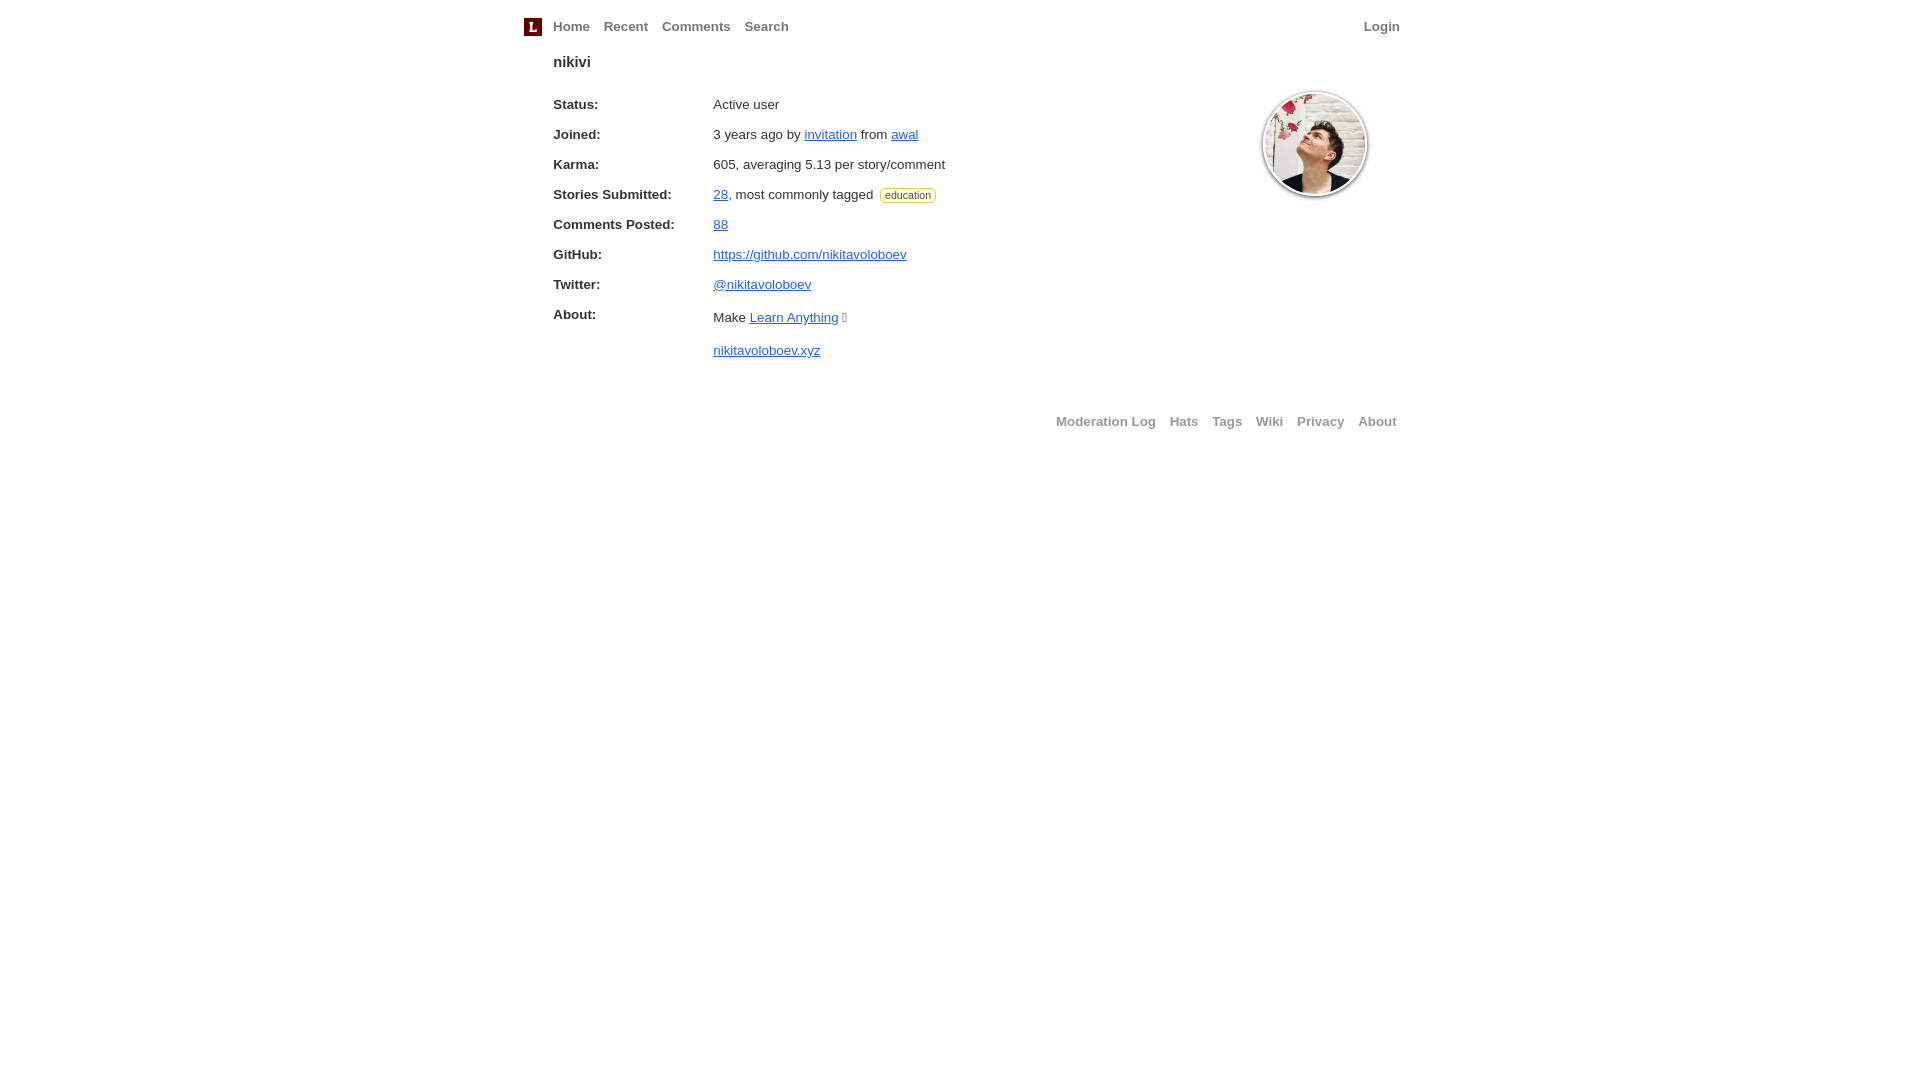 L Home Recent Comments Search Login
nikivi
Status: Active user
Joined: 3 years ago by invitation from awal
Karma: 605, averaging 5.13 per story/comment
Stories Submitted: 28, most commonly tagged education
Comments Posted: 88
GitHub: https://github.com/nikitavoloboev
Twitter: @nikitavoloboev
About: Make Learn Anything
nikitavoloboev.xyz
Moderation Log Hats Tags Wiki Privacy About